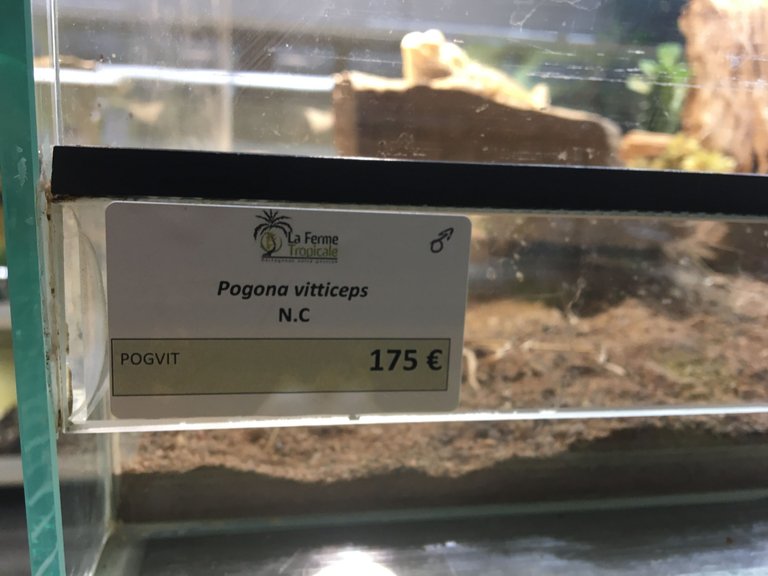 La Ferme
Tropicale
♂
Pogona vitticeps
N.C
POGVIT 175 €